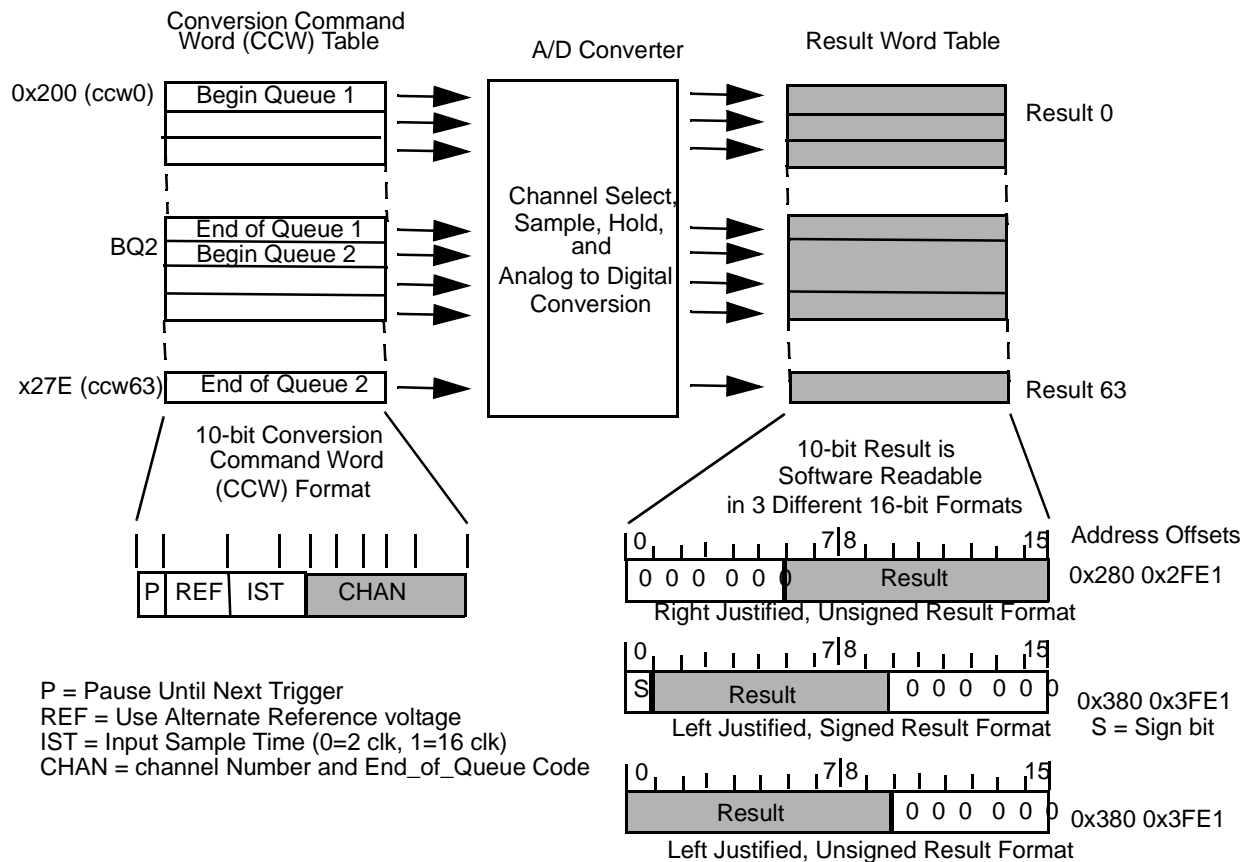 Conversion Command
Word (CCW) Table
A/D Converter
Result Word Table
0x200 (ccw0)
Begin Queue 1
Result 0
BQ2
End of Queue 1
Begin Queue 2
Channel Select,
Sample, Hold,
and
Analog to Digital
Conversion
x27E (ccw63)
End of Queue 2
Result 63
10-bit Conversion
Command Word
(CCW) Format
10-bit Result is
Software Readable
in 3 Different 16-bit Formats
P REF IST CHAN
0 7 8 15
Address Offsets
0 0 0 0 0 0 Result
0x280 0x2FE1
Right Justified, Unsigned Result Format
0 7 8 15
S Result 0 0 0 0 0 0
0x380 0x3FE1
Left Justified, Signed Result Format
S = Sign bit
0 7 8 15
Result 0 0 0 0 0 0
0x380 0x3FE1
Left Justified, Unsigned Result Format
P = Pause Until Next Trigger
REF = Use Alternate Reference voltage
IST = Input Sample Time (0=2 clk, 1=16 clk)
CHAN = channel Number and End_of_Queue Code